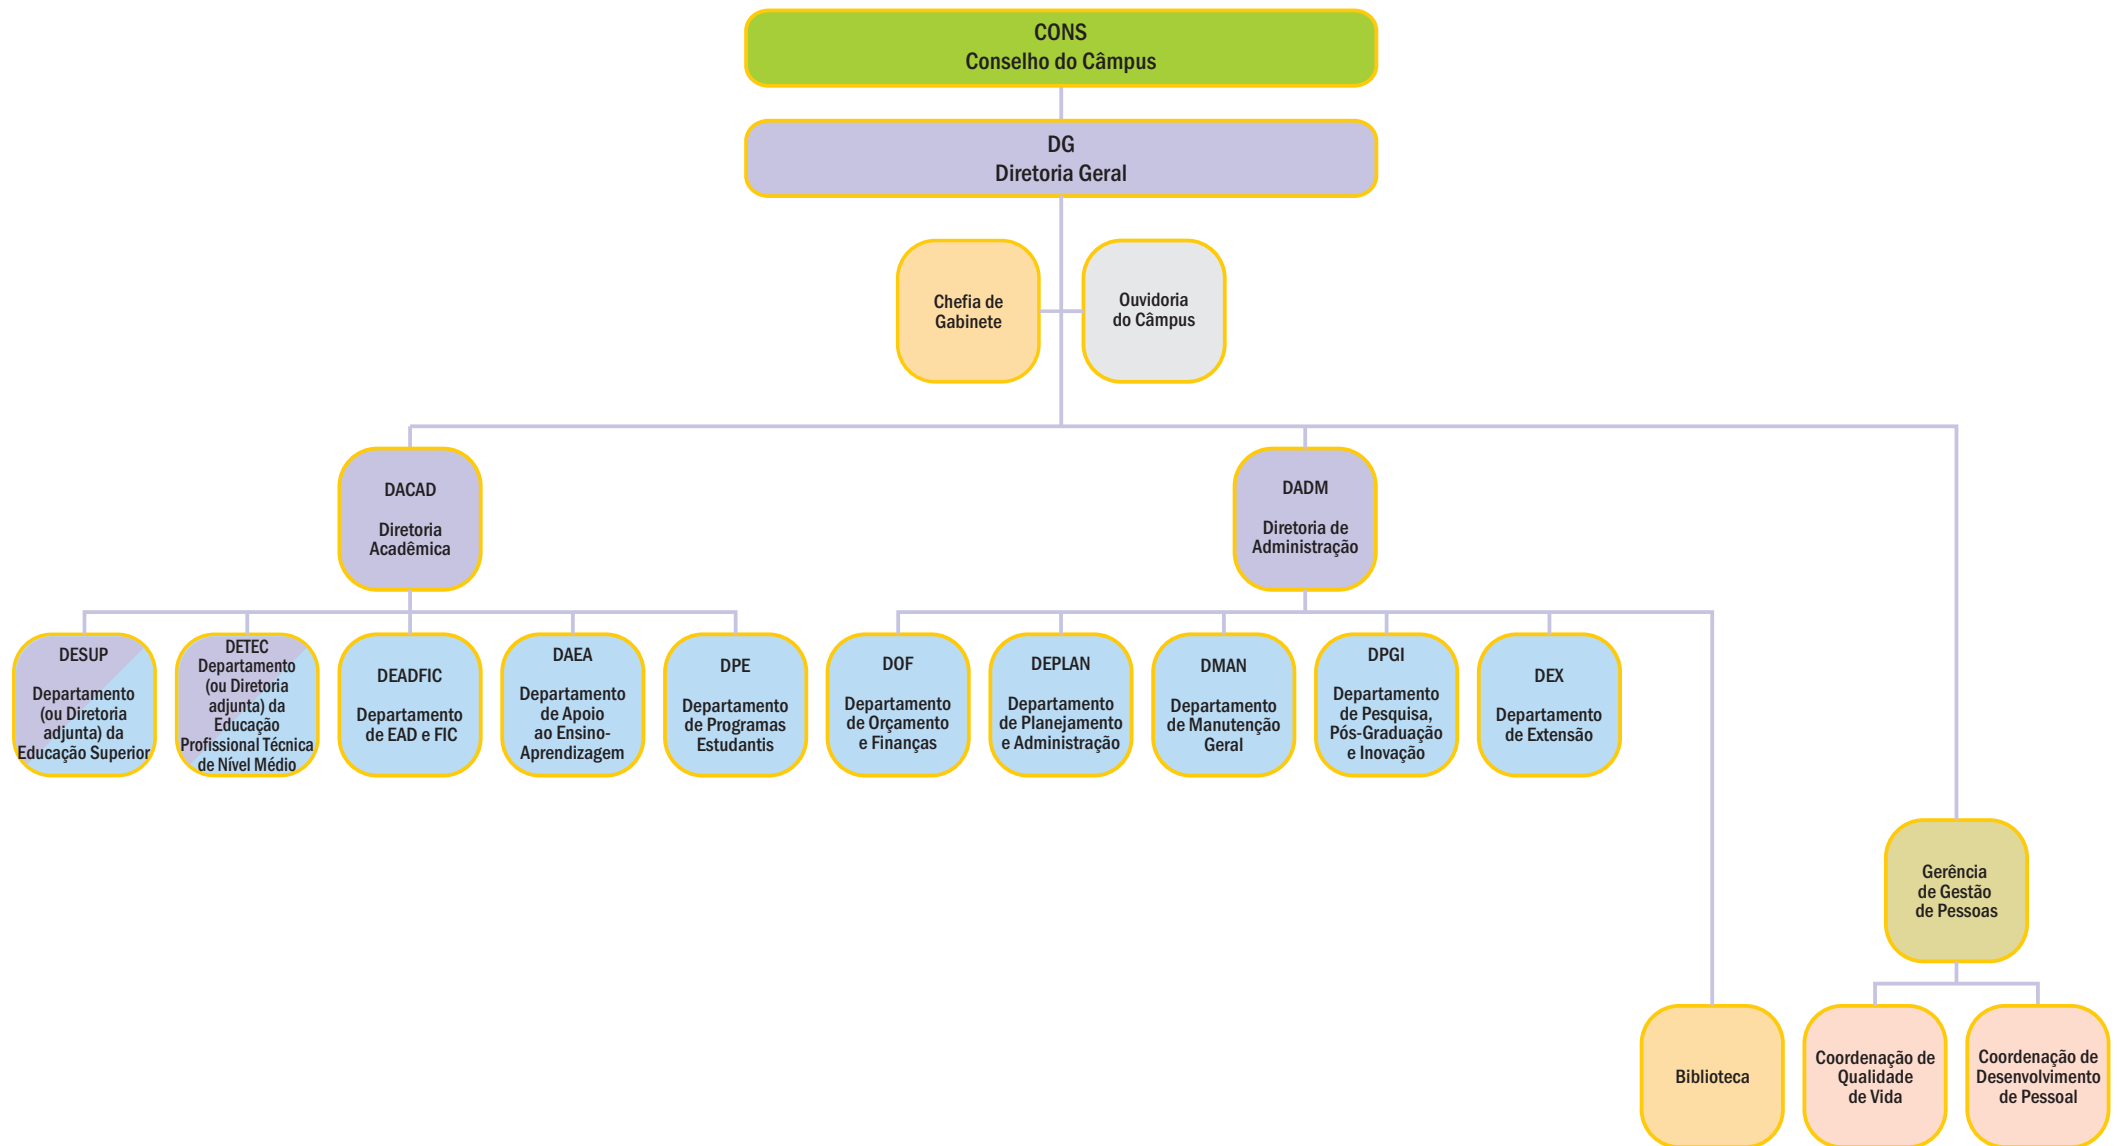 CONS
Conselho do Câmpus
DG
Diretoria Geral
Chefia de
Gabinete
Ouvidoria
do Câmpus
DACAD
Diretoria
Acadêmica
DADM
Diretoria de
Administração
DESUP
Departamento
(ou Diretoria
adjunta) da
Educação Superior
DETEC
Departamento
(ou Diretoria
adjunta) da
Educação
Profissional Técnica
de Nível Médio
DEADFIC
Departamento
de EAD e FIC
DAEA
Departamento
de Apoio
ao Ensino-
Aprendizagem
DPE
Departamento
de Programas
Estudantis
DOF
Departamento
de Orçamento
e Finanças
DEPLAN
Departamento
de Planejamento
e Administração
DMAN
Departamento
de Manutenção
Geral
DPGI
Departamento
de Pesquisa,
Pós-Graduação
e Inovação
DEX
Departamento
de Extensão
Gerência
de Gestão
de Pessoas
Biblioteca
Coordenação de
Qualidade
de Vida
Coordenação de
Desenvolvimento
de Pessoal